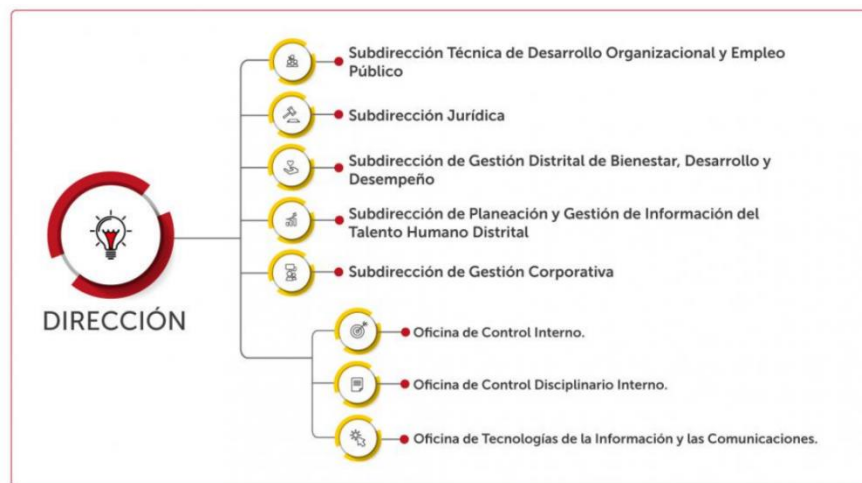 Subdirección Técnica de Desarrollo Organizacional y Empleo
Público
Subdirección Jurídica
Subdirección de Gestión Distrital de Bienestar, Desarrollo y
Desempeño
Subdirección de Planeación y Gestión de Información del
Talento Humano Distrital
Subdirección de Gestión Corporativa
DIRECCIÓN
Oficina de Control Interno.
Oficina de Control Disciplinario Interno.
Oficina de Tecnologías de la Información y las Comunicaciones.